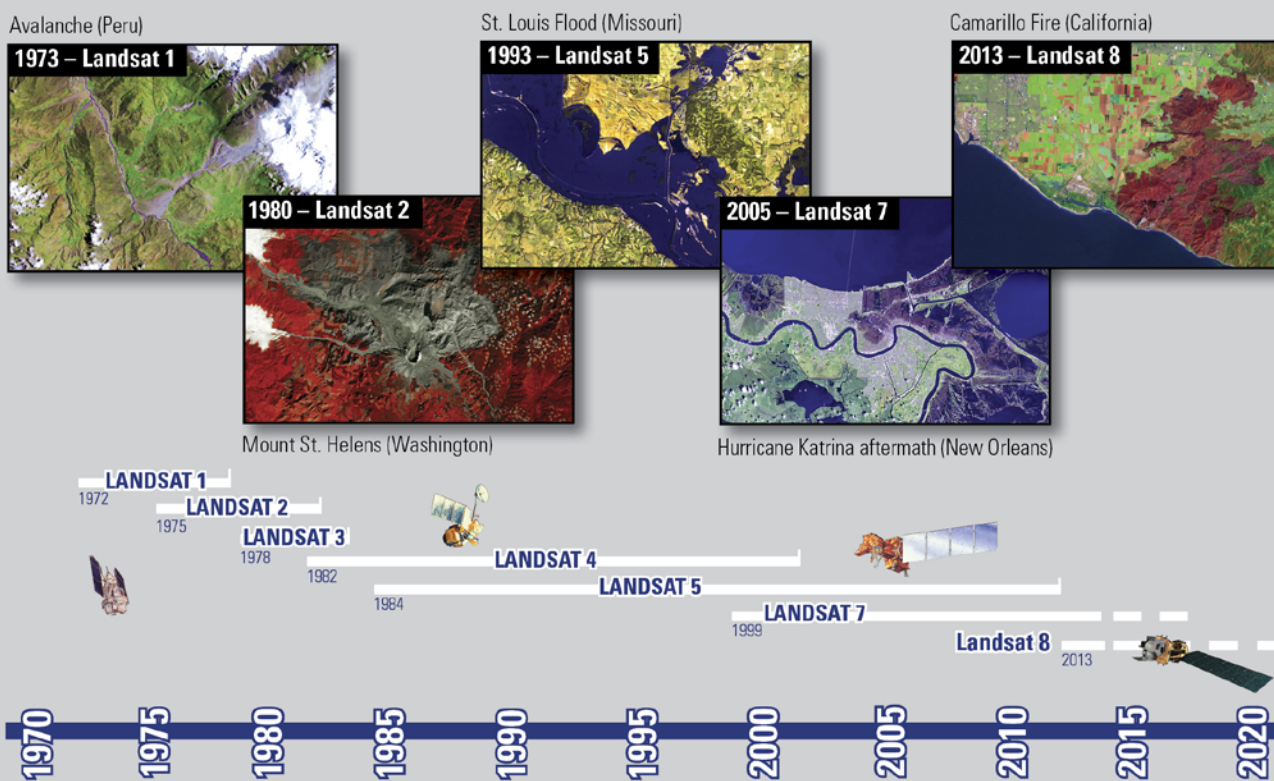 Avalanche (Peru)
1973 – Landsat 1
St. Louis Flood (Missouri)
1993 – Landsat 5
Camarillo Fire (California)
2013 – Landsat 8
1980 – Landsat 2
Mount St. Helens (Washington)
2005 – Landsat 7
Hurricane Katrina aftermath (New Orleans)
LANDSAT 1
1972
LANDSAT 2
1975
LANDSAT 3
1978
LANDSAT 4
1982
LANDSAT 5
1984
LANDSAT 7
1999
Landsat 8
2013
1970
1975
1980
1985
1990
1995
2000
2005
2010
2015
2020